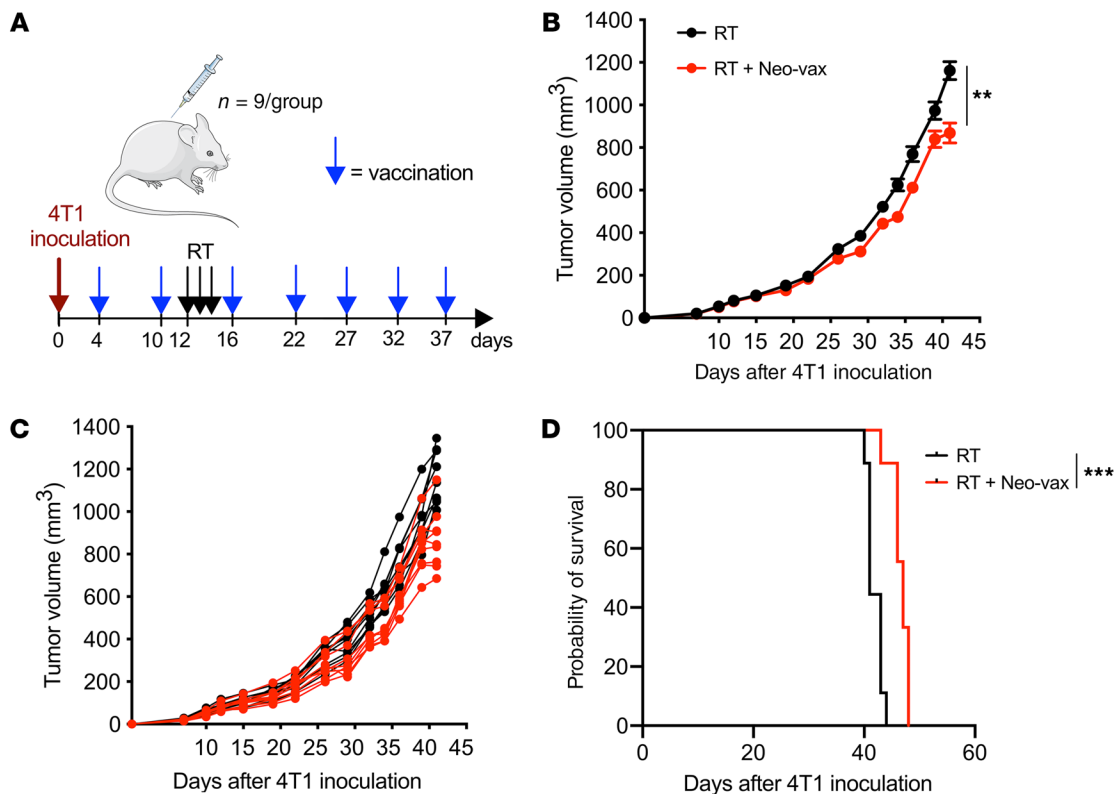 A
n = 9/group
= vaccination
4T1
inoculation
RT
0 4 10 12 16 22 27 32 37 days
B
RT
RT + Neo-vax
**
Tumor volume (mm3)
1400
1200
1000
800
600
400
200
0
10 15 20 25 30 35 40 45
Days after 4T1 inoculation
C
Tumor volume (mm3)
1400
1200
1000
800
600
400
200
0
10 15 20 25 30 35 40 45
Days after 4T1 inoculation
D
RT
RT + Neo-vax
***
Probability of survival
100
80
60
40
20
0
0 20 40 60
Days after 4T1 inoculation